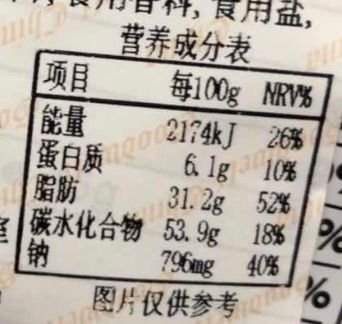 食用香料, 食用盐,
营养成分表
项目 每100g NRV%
能量 2174kJ 26%
蛋白质 6.1g 10%
脂肪 31.2g 52%
碳水化合物 53.9g 18%
钠 796mg 40%
图片仅供参考